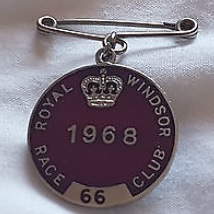 ROYAL WINDSOR
1968
RACE CLUB
66